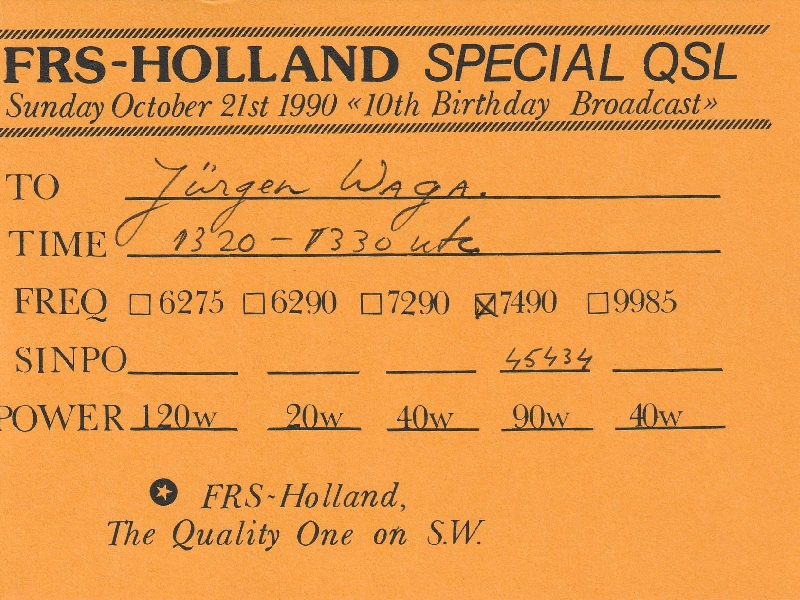 FRS-HOLLAND SPECIAL QSL
Sunday October 21st 1990 «10th Birthday Broadcast»
TO Jürgen Waga.
TIME 1320 - 1330 utc
FREQ ☐6275 ☐6290 ☐7290 ☒7490 ☐9985
SINPO 45434
POWER 120w 20w 40w 90w 40w
FRS-Holland,
The Quality One on S.W.